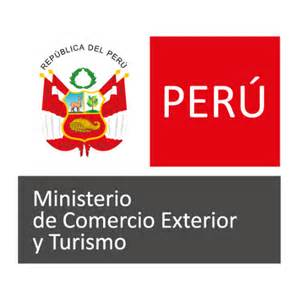 REPÚBLICA DEL PERÚ
PERÚ
Ministerio
de Comercio Exterior
y Turismo